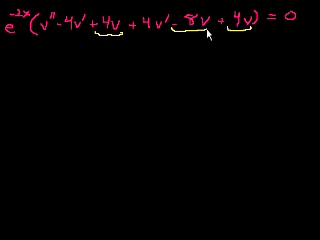 e^{-2x}(v'' - 4v' + 4v + 4v' - 8v + 4v) = 0